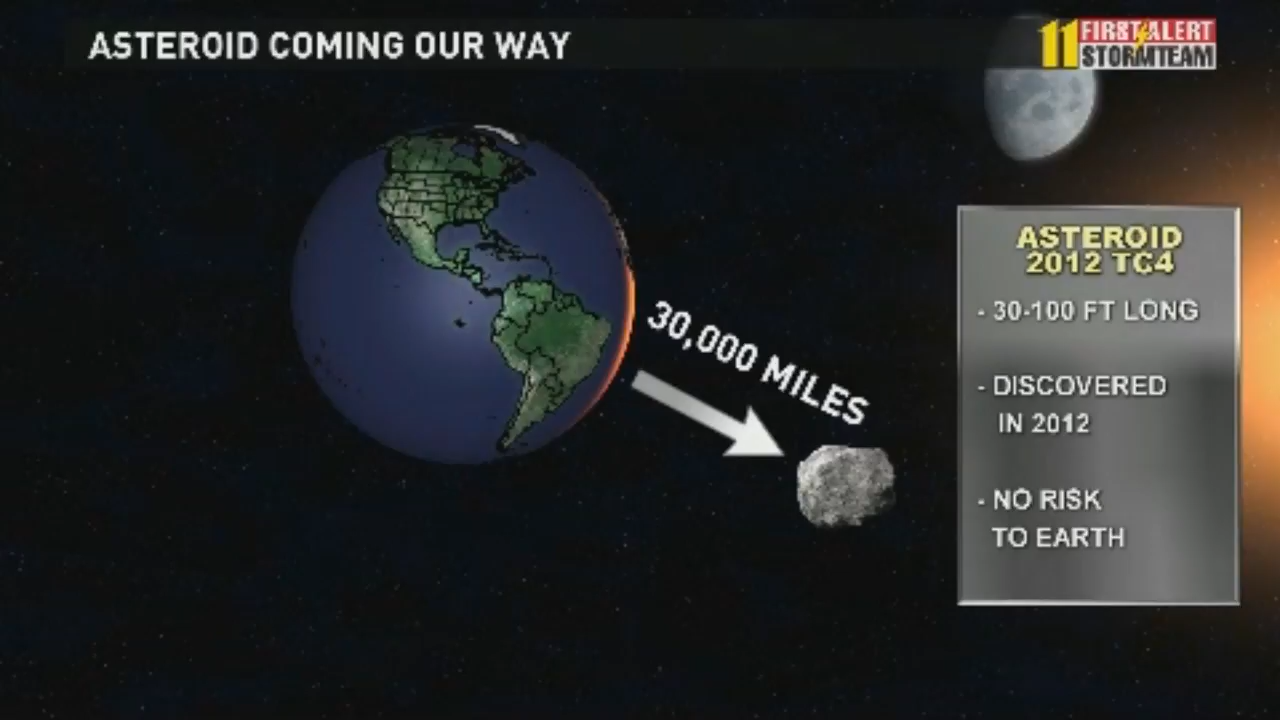 ASTEROID COMING OUR WAY
11 FIRST ALERT
STORMTEAM
30,000 MILES
ASTEROID
2012 TC4
- 30-100 FT LONG
- DISCOVERED
IN 2012
- NO RISK
TO EARTH